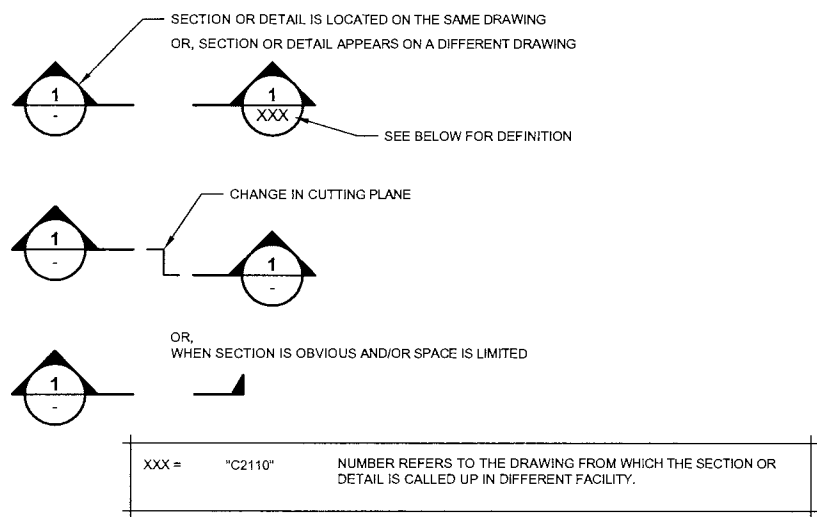 SECTION OR DETAIL IS LOCATED ON THE SAME DRAWING
OR, SECTION OR DETAIL APPEARS ON A DIFFERENT DRAWING
1
-
1
XXX
SEE BELOW FOR DEFINITION
CHANGE IN CUTTING PLANE
1
-
1
-
OR,
WHEN SECTION IS OBVIOUS AND/OR SPACE IS LIMITED
1
-
XXX = "C2110" NUMBER REFERS TO THE DRAWING FROM WHICH THE SECTION OR
DETAIL IS CALLED UP IN DIFFERENT FACILITY.